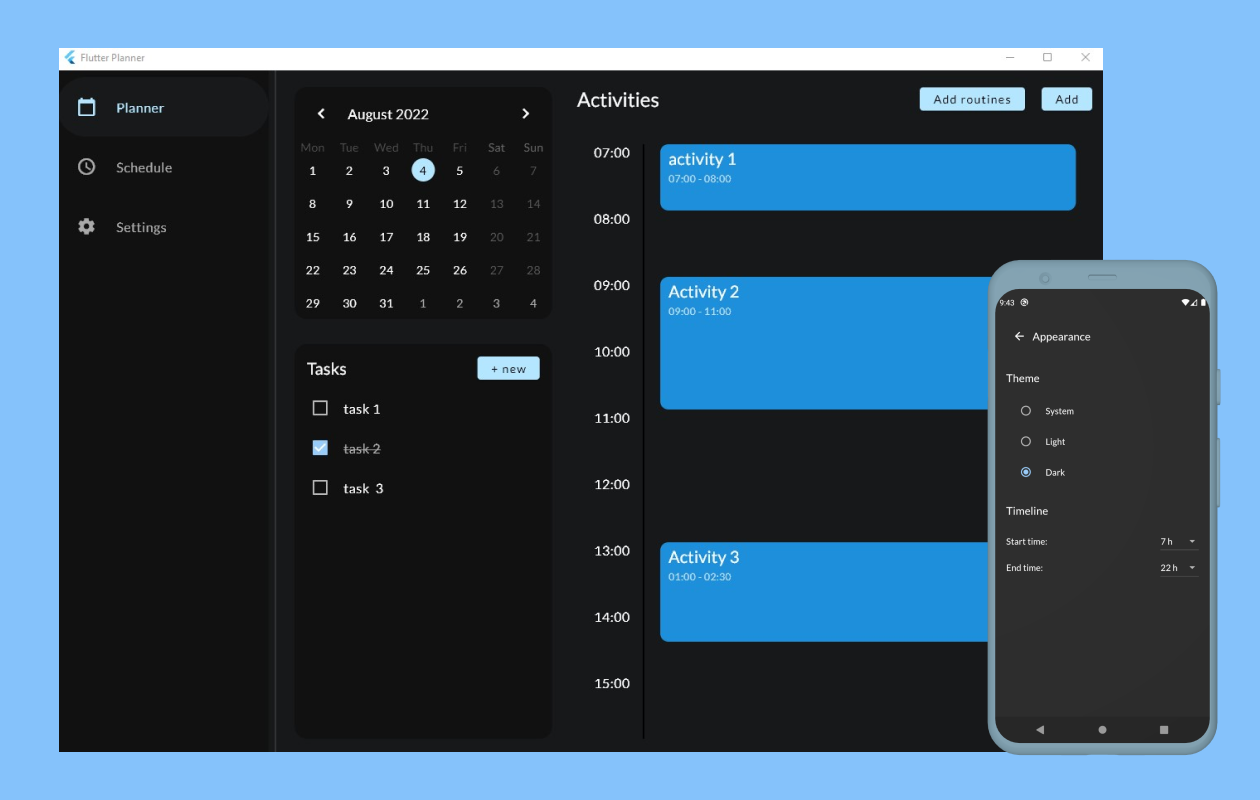 Flutter Planner
Planner
Schedule
Settings
August 2022
Mon Tue Wed Thu Fri Sat Sun
1 2 3 4 5 6 7
8 9 10 11 12 13 14
15 16 17 18 19 20 21
22 23 24 25 26 27 28
29 30 31 1 2 3 4
Tasks
+ new
task 1
task 2
task 3
Activities
Add routines
Add
07:00
activity 1
07:00 - 08:00
08:00
09:00
Activity 2
09:00 - 11:00
10:00
11:00
12:00
13:00
Activity 3
01:00 - 02:30
14:00
15:00
9:43
Appearance
Theme
System
Light
Dark
Timeline
Start time: 7 h
End time: 22 h